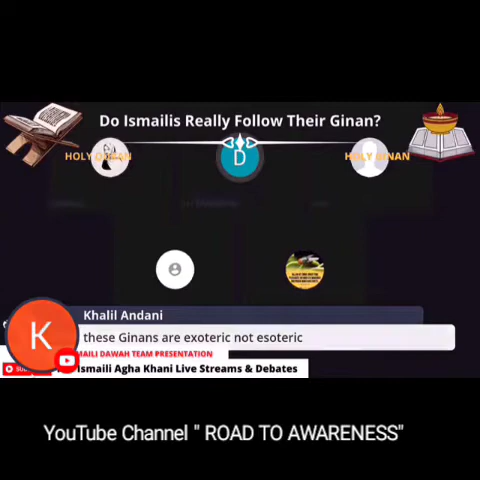 Do Ismailis Really Follow Their Ginan?
HOLY QURAN
D
HOLY GINAN
K
Khalil Andani
these Ginans are exoteric not esoteric
MAILI DAWAH TEAM PRESENTATION
Ismaili Agha Khani Live Streams & Debates
YouTube Channel " ROAD TO AWARENESS"